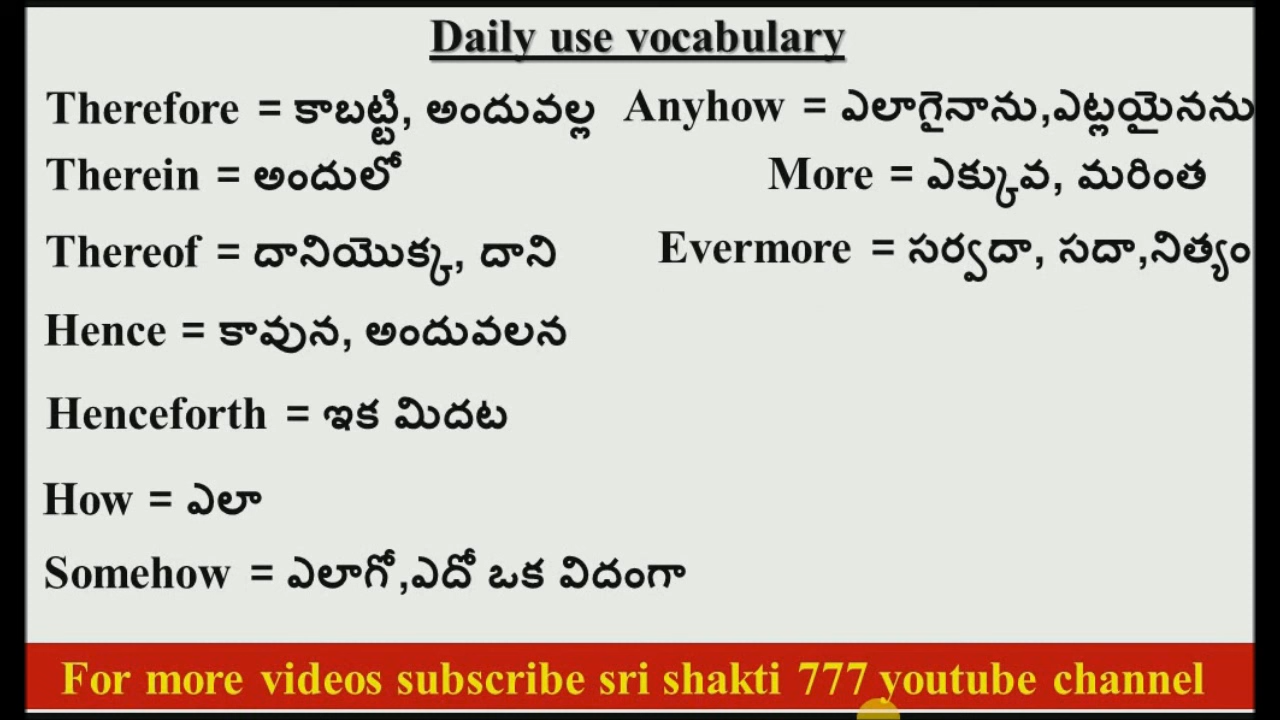 Daily use vocabulary
Therefore = కాబట్టి, అందువల్ల Anyhow = ఎలాగైనాను,ఎట్లయైనను
Therein = అందులో More = ఎక్కువ, మరింత
Thereof = దానియొక్క, దాని Evermore = సర్వదా, సదా,నిత్యం
Hence = కావున, అందువలన
Henceforth = ఇక మిదట
How = ఎలా
Somehow = ఎలాగో,ఎదో ఒక విదంగా
For more videos subscribe sri shakti 777 youtube channel